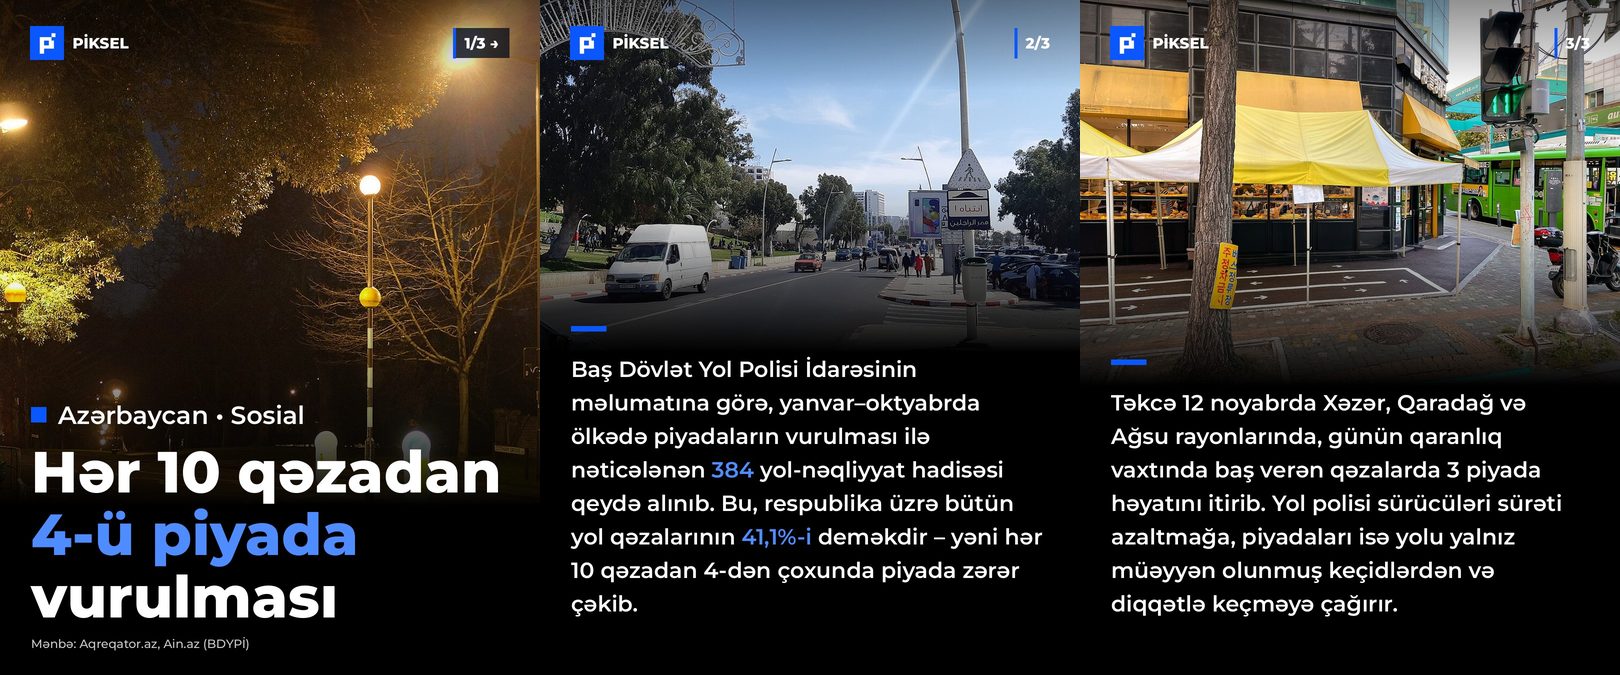 PİKSEL
1/3 →
Azərbaycan • Sosial
Hər 10 qəzadan
4-ü piyada
vurulması
Mənbə: Aqreqator.az, Ain.az (BDYPİ)
PİKSEL
2/3
انتباه !
ممر الراجلين
Baş Dövlət Yol Polisi İdarəsinin
məlumatına görə, yanvar–oktyabrda
ölkədə piyadaların vurulması ilə
nəticələnən 384 yol-nəqliyyat hadisəsi
qeydə alınıb. Bu, respublika üzrə bütün
yol qəzalarının 41,1%-i deməkdir – yəni hər
10 qəzadan 4-dən çoxunda piyada zərər
çəkib.
PİKSEL
3/3
Təkcə 12 noyabrda Xəzər, Qaradağ və
Ağsu rayonlarında, günün qaranlıq
vaxtında baş verən qəzalarda 3 piyada
həyatını itirib. Yol polisi sürücüləri sürəti
azaltmağa, piyadaları isə yolu yalnız
müəyyən olunmuş keçidlərdən və
diqqətlə keçməyə çağırır.